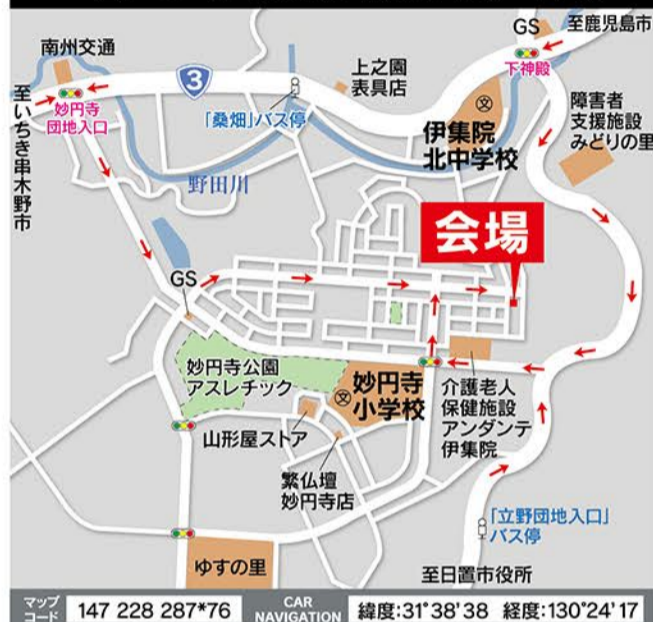 GS
至鹿児島市
南州交通
下神殿
3
上之園
表具店
妙円寺
団地入口
「桑畑」バス停
障害者
支援施設
みどりの里
伊集院
北中学校
至いちき串木野市
野田川
文
会場
GS
妙円寺公園
アスレチック
妙円寺
小学校
文
介護老人
保健施設
アンダンテ
伊集院
山形屋ストア
繁仏壇
妙円寺店
「立野団地入口」
バス停
ゆすの里
至日置市役所
マップ
コード
147 228 287*76
CAR
NAVIGATION
緯度:31°38'38 経度:130°24'17